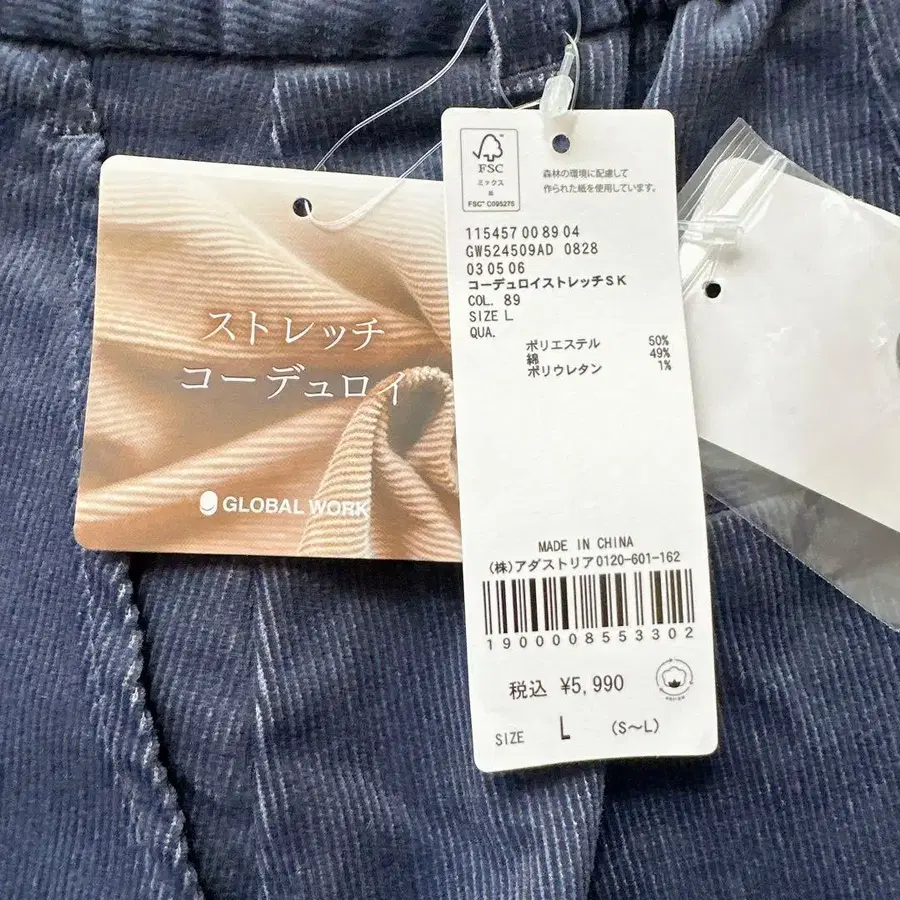 ストレッチ
コーデュロイ
GLOBAL WORK
FSC
ミックス
紙
FSC™ C095275
森林の環境に配慮して
作られた紙を使用しています。
115457 008904
GW524509AD 0828
03 05 06
コーデュロイストレッチSK
COL. 89
SIZE L
QUA.
ポリエステル 50%
綿 49%
ポリウレタン 1%
MADE IN CHINA
(株)アダストリア0120-601-162
1900008553302
税込 ¥5,990
SIZE L (S〜L)